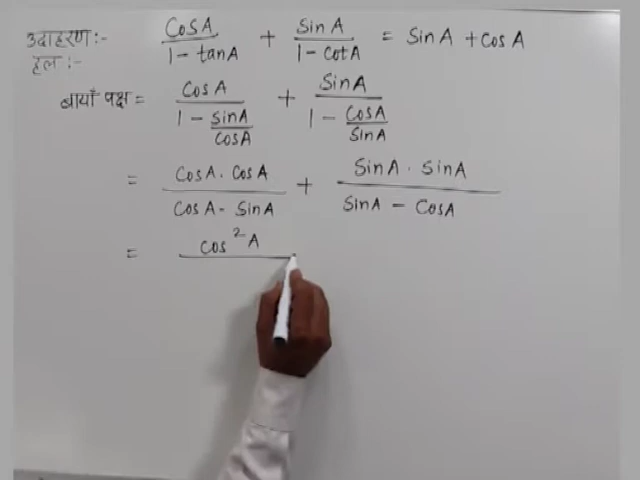 उदाहरण:- CosA / 1 - tanA + SinA / 1 - cotA = SinA + CosA
हल :-
बायाँ पक्ष = CosA / 1 - SinA/CosA + SinA / 1 - CosA/SinA
= CosA . CosA / CosA - SinA + SinA . SinA / SinA - CosA
= Cos²A